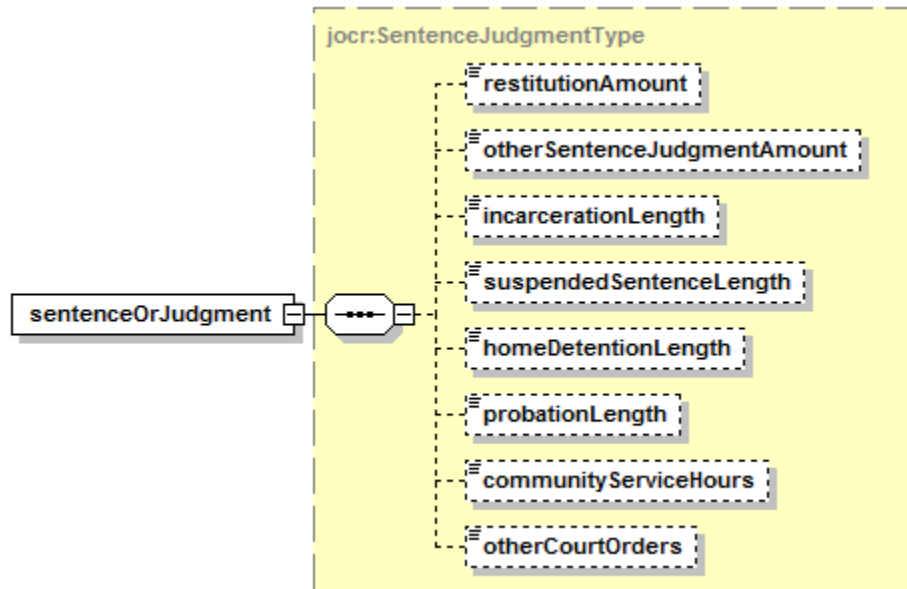 jocr:SentenceJudgmentType
restitutionAmount
otherSentenceJudgmentAmount
incarcerationLength
suspendedSentenceLength
sentenceOrJudgment
homeDetentionLength
probationLength
communityServiceHours
otherCourtOrders